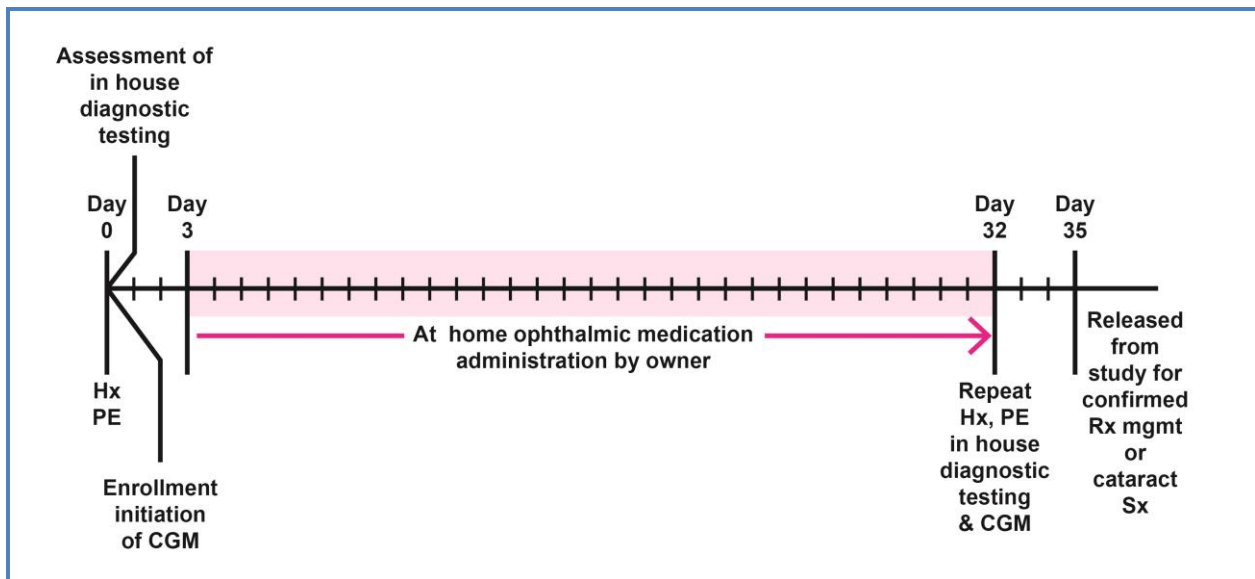 Assessment of
in house
diagnostic
testing
Day
0
Day
3
Day
32
Day
35
At home ophthalmic medication
administration by owner
Hx
PE
Enrollment
initiation
of CGM
Repeat
Hx, PE
in house
diagnostic
testing
& CGM
Released
from
study for
confirmed
Rx mgmt
or
cataract
Sx